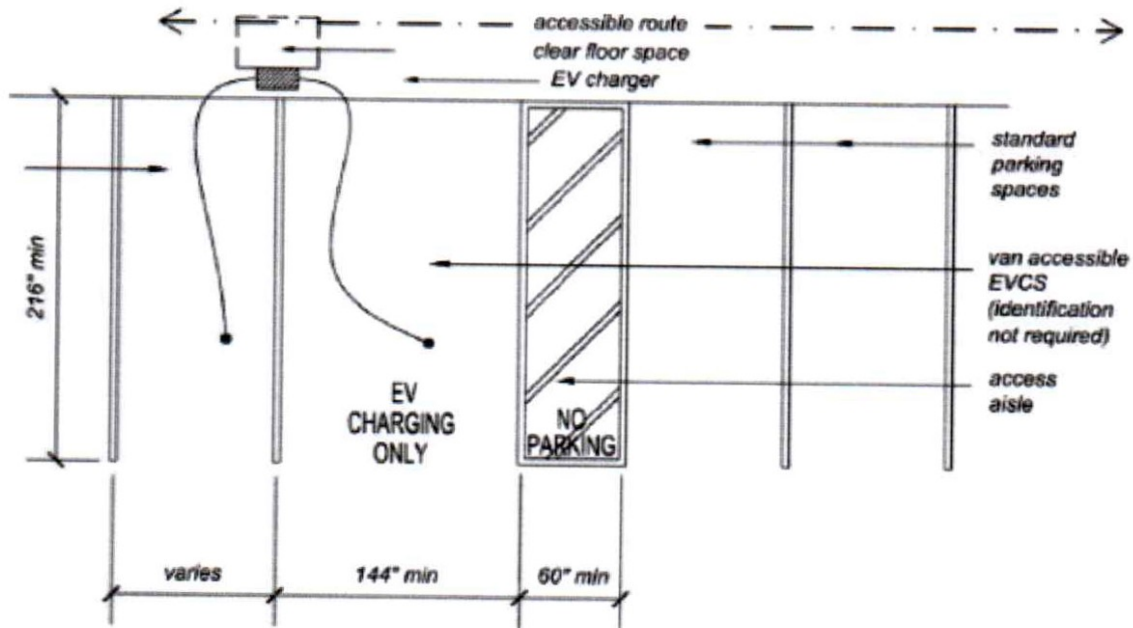 accessible route
clear floor space
EV charger
standard
parking
spaces
216" min
van accessible
EVCS
(identification
not required)
access
aisle
EV
CHARGING
ONLY
NO
PARKING
varies
144" min
60" min